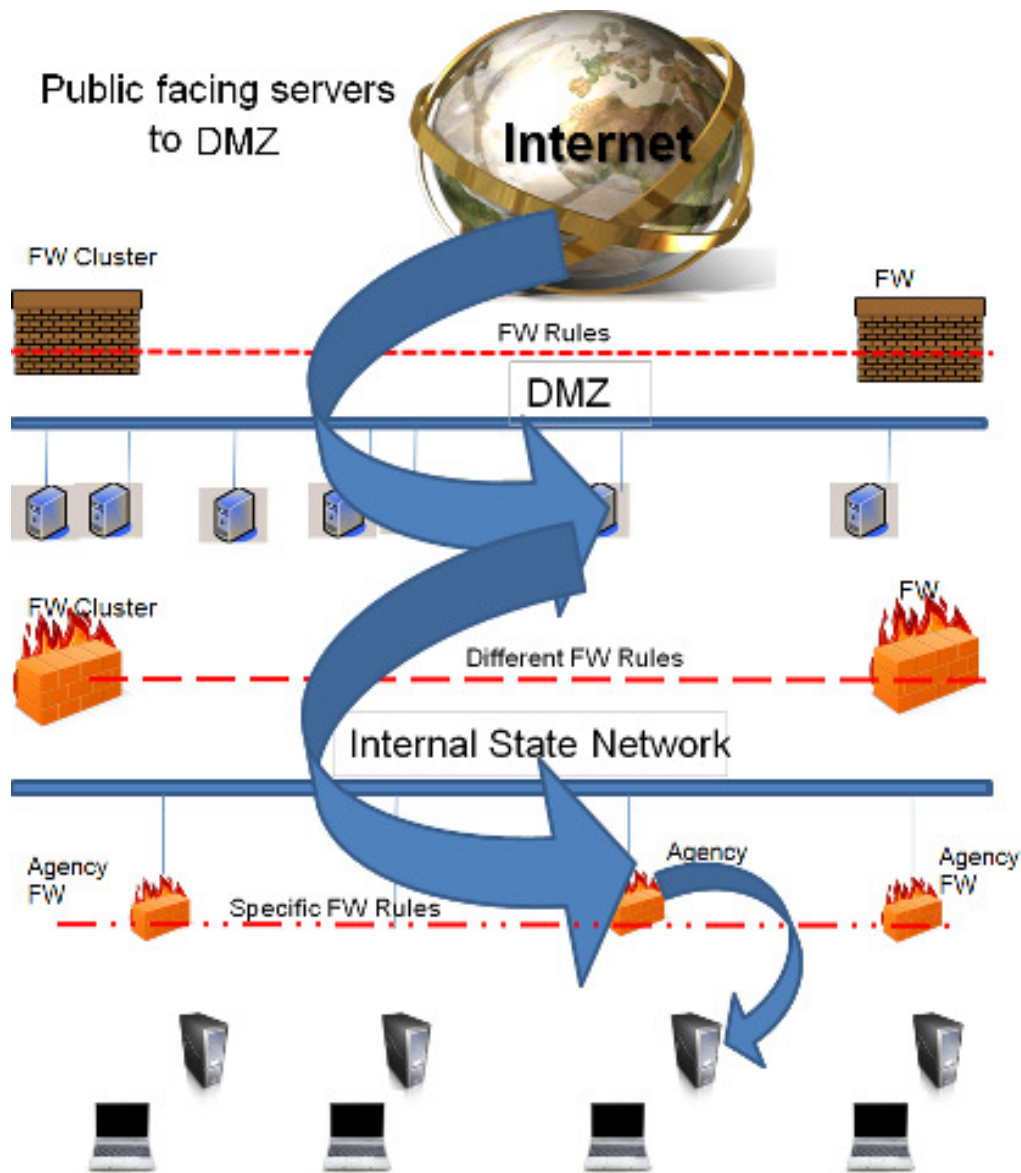 Public facing servers
to DMZ
Internet
FW Cluster
FW
FW Rules
DMZ
FW Cluster
FW
Different FW Rules
Internal State Network
Agency
FW
Agency
Agency
FW
Specific FW Rules